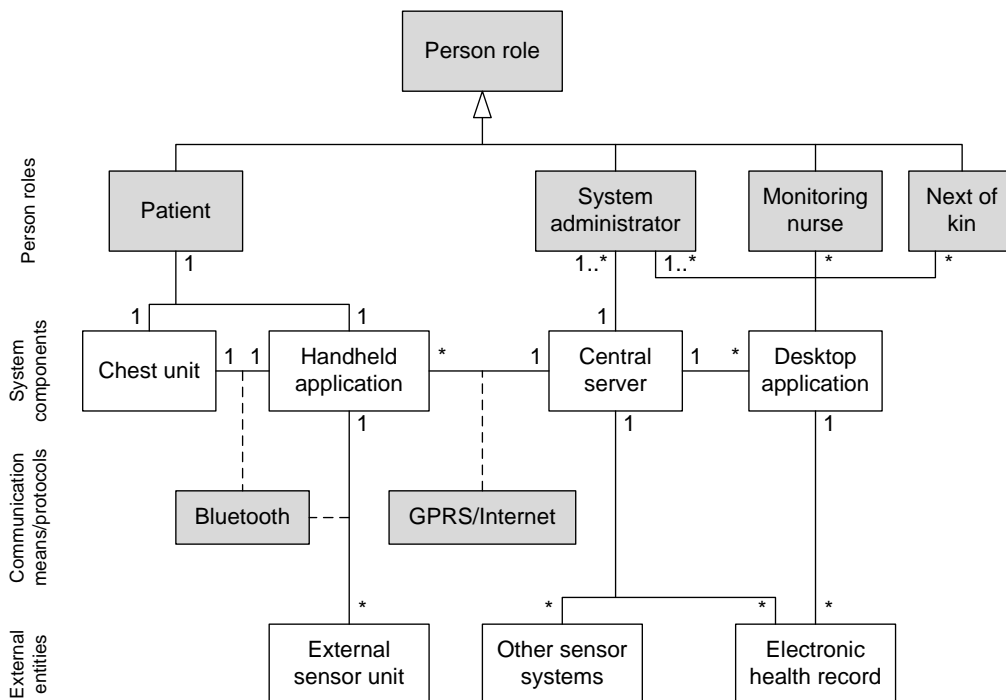 Person role
Person roles
Patient
System
administrator
Monitoring
nurse
Next of
kin
1
1..*
1..*
*
*
1
1
1
System
components
Chest unit
1
1
Handheld
application
*
1
Central
server
1
*
Desktop
application
1
1
1
Communication
means/protocols
Bluetooth
GPRS/Internet
*
*
*
*
External
entities
External
sensor unit
Other sensor
systems
Electronic
health record